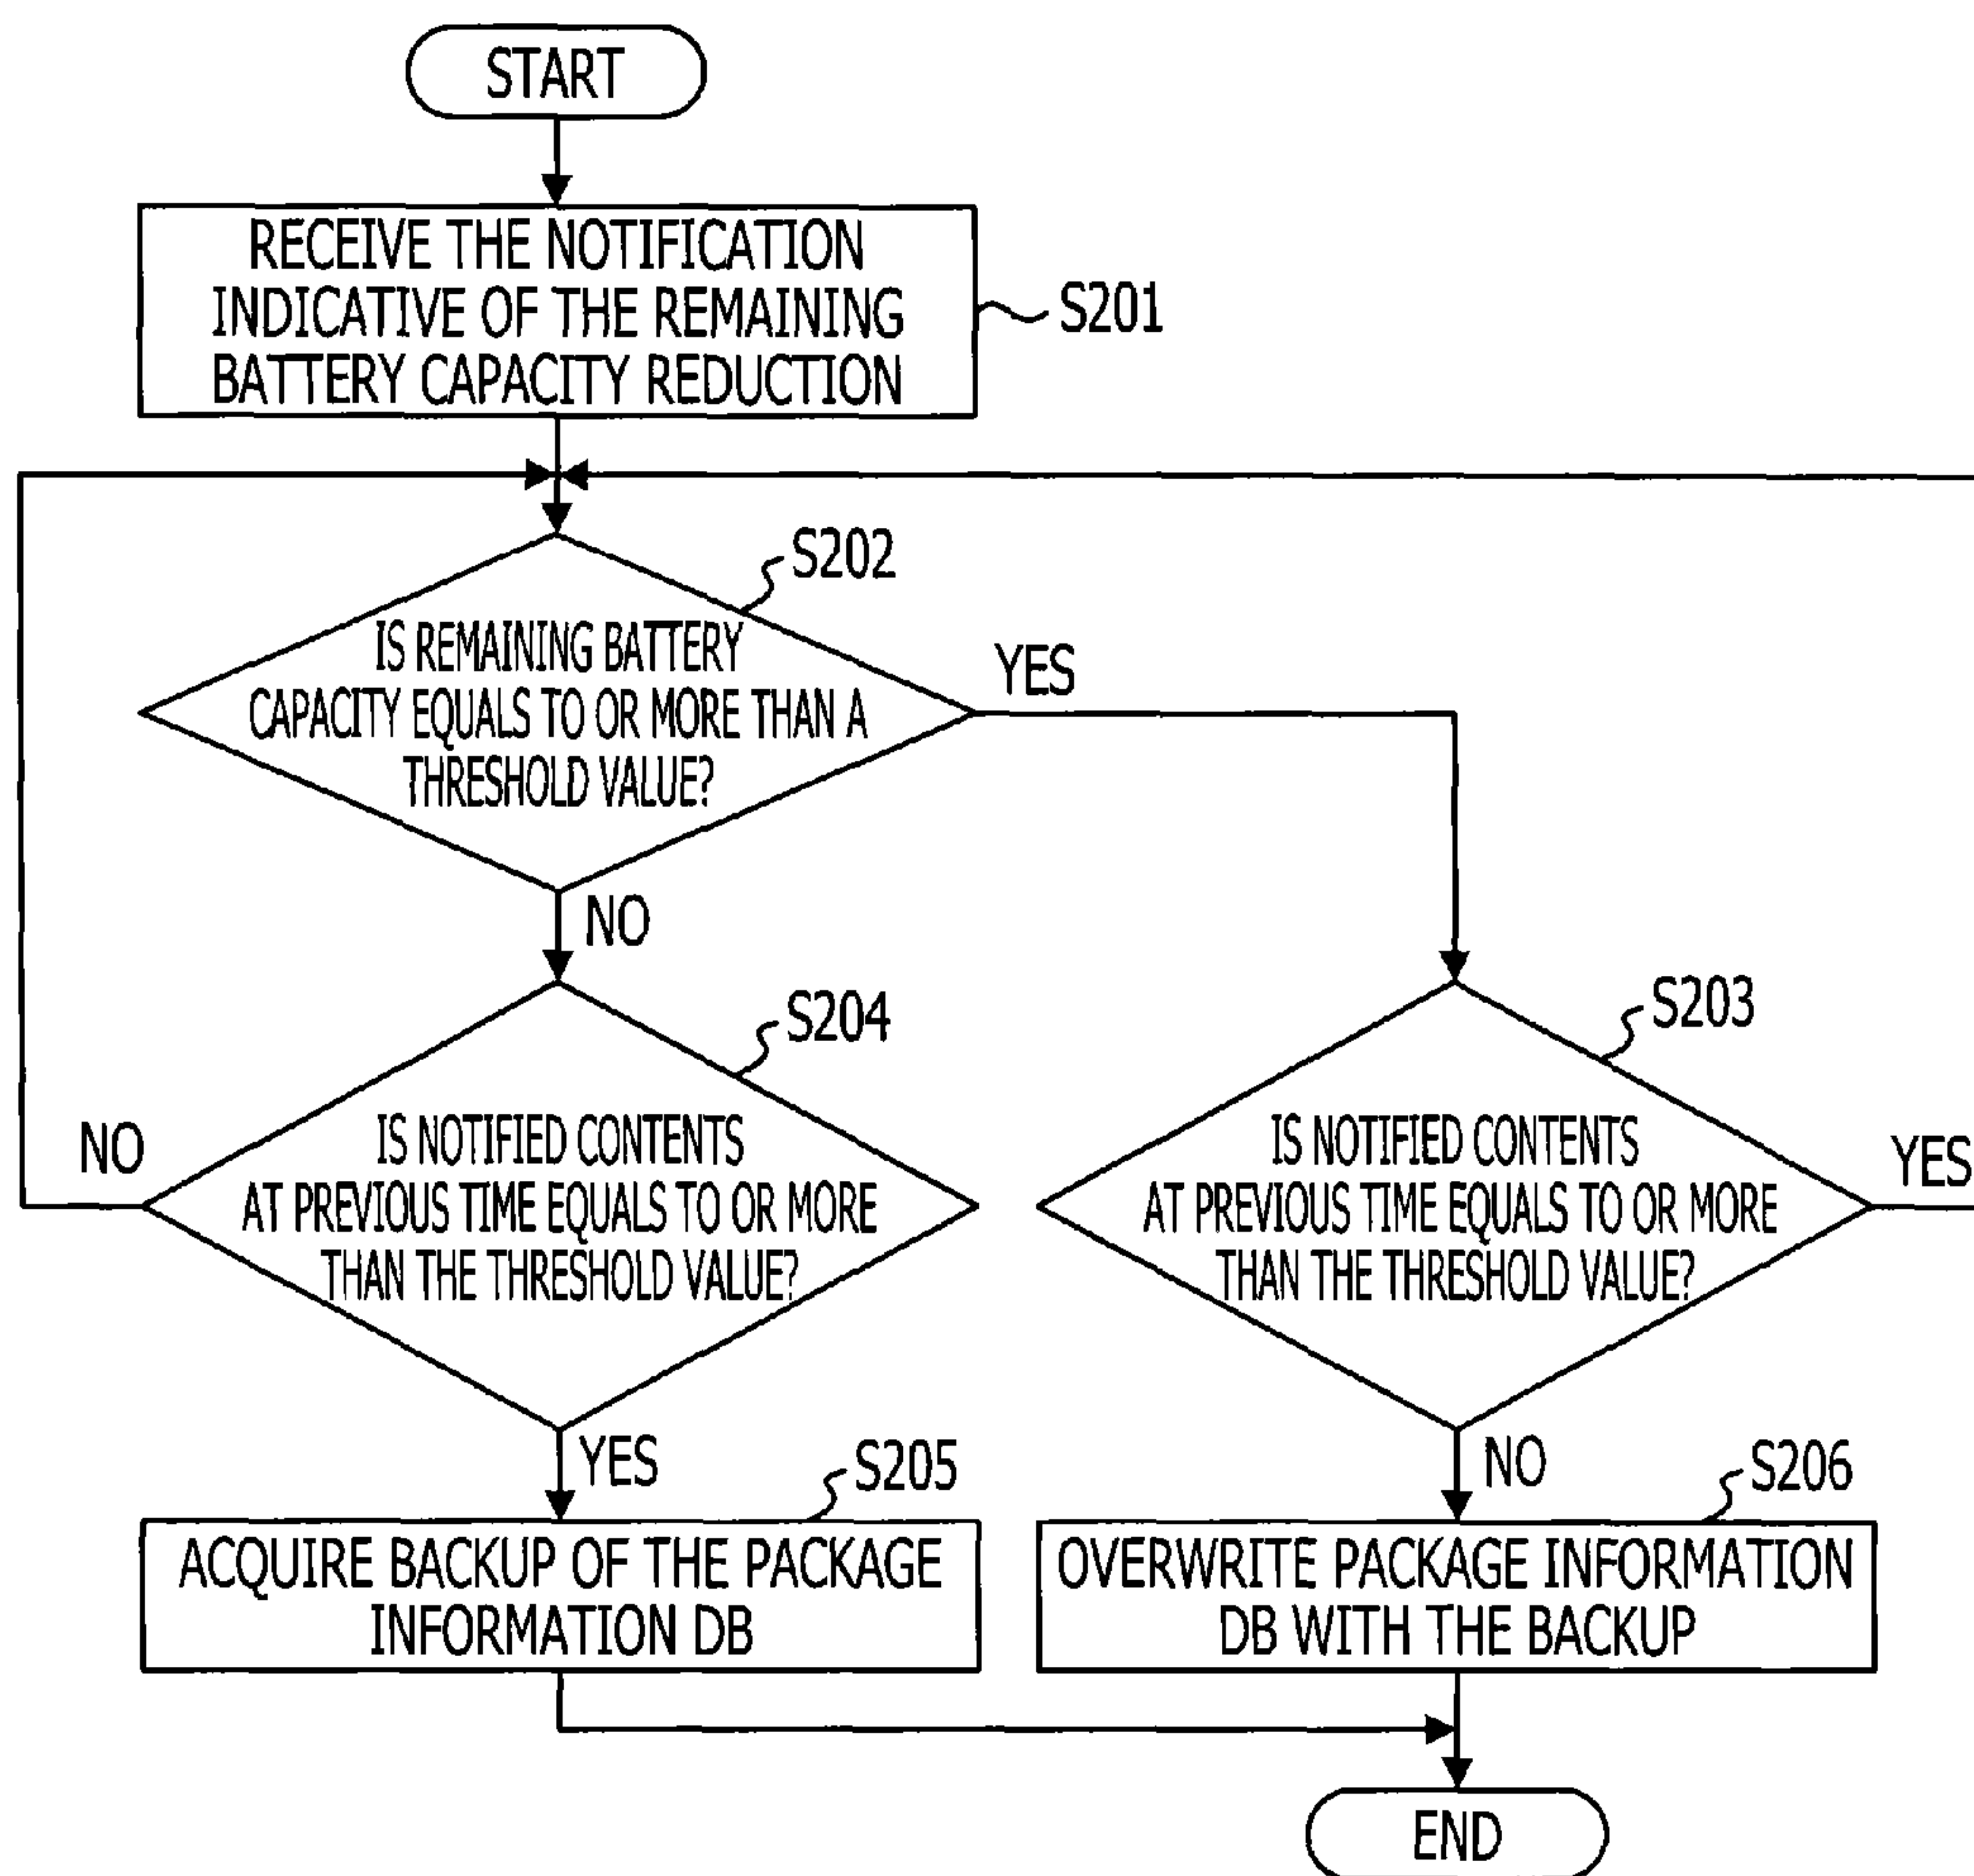 START
RECEIVE THE NOTIFICATION
INDICATIVE OF THE REMAINING
BATTERY CAPACITY REDUCTION
S201
S202
IS REMAINING BATTERY
CAPACITY EQUALS TO OR MORE THAN A
THRESHOLD VALUE?
YES
NO
S204
IS NOTIFIED CONTENTS
AT PREVIOUS TIME EQUALS TO OR MORE
THAN THE THRESHOLD VALUE?
NO
YES
S203
IS NOTIFIED CONTENTS
AT PREVIOUS TIME EQUALS TO OR MORE
THAN THE THRESHOLD VALUE?
YES
NO
S205
ACQUIRE BACKUP OF THE PACKAGE
INFORMATION DB
S206
OVERWRITE PACKAGE INFORMATION
DB WITH THE BACKUP
END